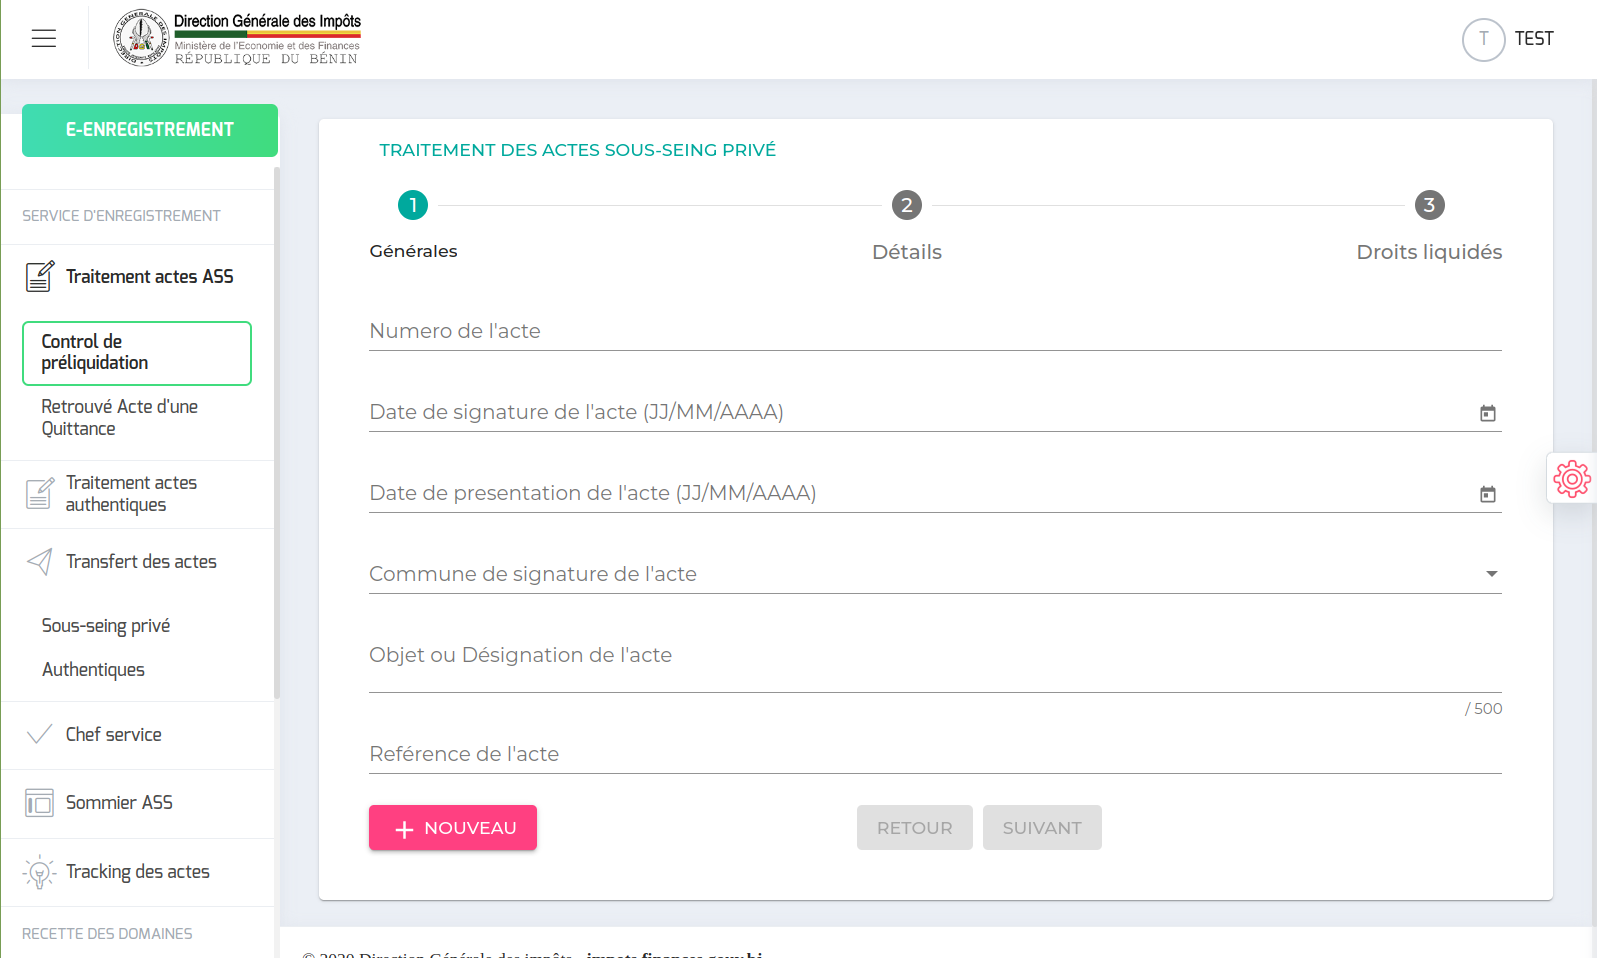 Direction Générale des Impôts
Ministère de l'Economie et des Finances
RÉPUBLIQUE DU BÉNIN
T TEST
E-ENREGISTREMENT
SERVICE D'ENREGISTREMENT
Traitement actes ASS
Control de
préliquidation
Retrouvé Acte d'une
Quittance
Traitement actes
authentiques
Transfert des actes
Sous-seing privé
Authentiques
Chef service
Sommier ASS
Tracking des actes
RECETTE DES DOMAINES
TRAITEMENT DES ACTES SOUS-SEING PRIVÉ
1 2 3
Générales Détails Droits liquidés
Numero de l'acte
Date de signature de l'acte (JJ/MM/AAAA)
Date de presentation de l'acte (JJ/MM/AAAA)
Commune de signature de l'acte
Objet ou Désignation de l'acte
/ 500
Reférence de l'acte
NOUVEAU RETOUR SUIVANT
© 2020 Direction Générale des impôts -